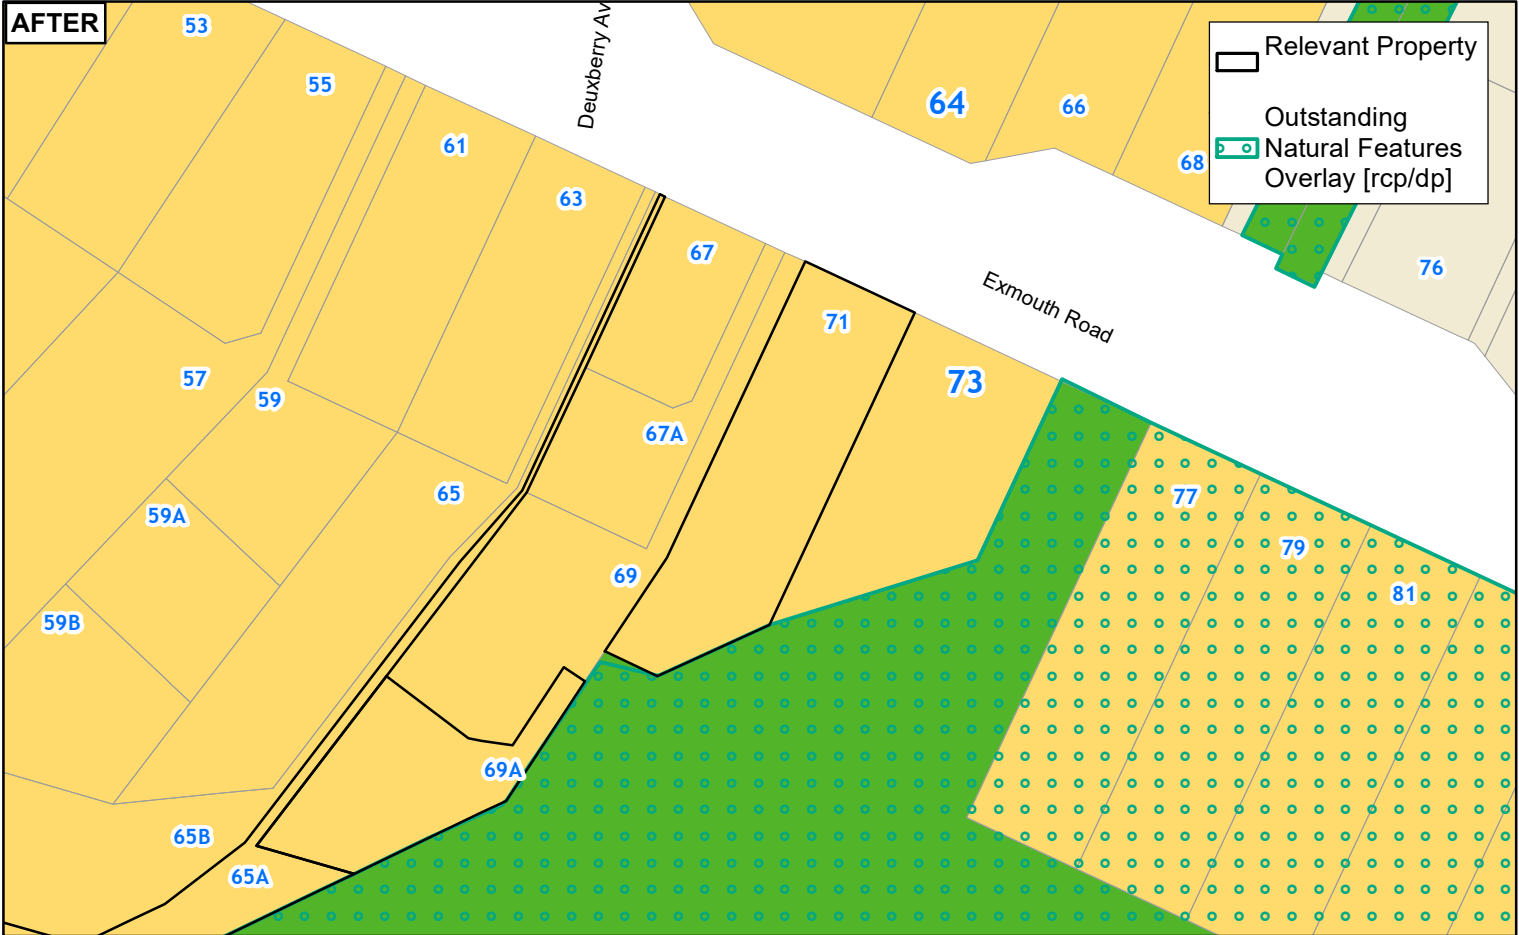 AFTER
53
55
61
63
Deuxberry Av
64
66
68
Relevant Property
Outstanding
Natural Features
Overlay [rcp/dp]
76
67
71
Exmouth Road
73
57
59
67A
65
59A
59B
69
77
79
81
69A
65B
65A